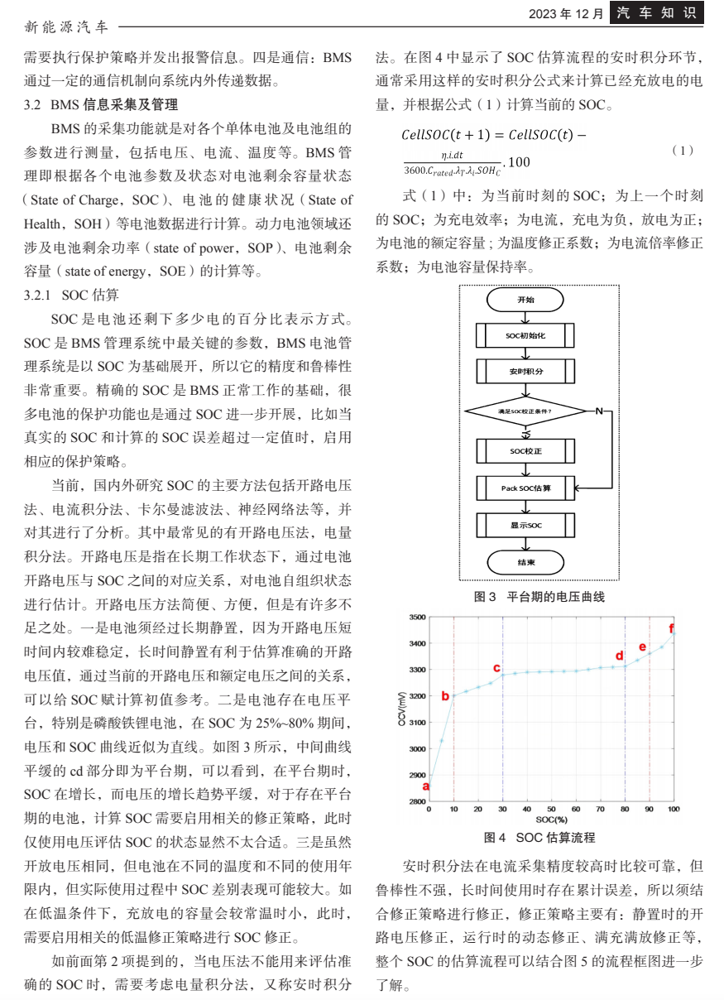 2023 年 12 月 汽 车 知 识
新能源汽车
需要执行保护策略并发出报警信息。四是通信：BMS
通过一定的通信机制向系统内外传递数据。
3.2 BMS 信息采集及管理
BMS 的采集功能就是对各个单体电池及电池组的
参数进行测量，包括电压、电流、温度等。BMS 管
理即根据各个电池参数及状态对电池剩余容量状态
（State of Charge，SOC）、电池的健康状况（State of
Health，SOH）等电池数据进行计算。动力电池领域还
涉及电池剩余功率（state of power，SOP）、电池剩余
容量（state of energy，SOE）的计算等。
3.2.1 SOC 估算
SOC 是电池还剩下多少电的百分比表示方式。
SOC 是 BMS 管理系统中最关键的参数，BMS 电池管
理系统是以 SOC 为基础展开，所以它的精度和鲁棒性
非常重要。精确的 SOC 是 BMS 正常工作的基础，很
多电池的保护功能也是通过 SOC 进一步开展，比如当
真实的 SOC 和计算的 SOC 误差超过一定值时，启用
相应的保护策略。
当前，国内外研究 SOC 的主要方法包括开路电压
法、电流积分法、卡尔曼滤波法、神经网络法等，并
对其进行了分析。其中最常见的有开路电压法，电量
积分法。开路电压是指在长期工作状态下，通过电池
开路电压与 SOC 之间的对应关系，对电池自组织状态
进行估计。开路电压方法简便、方便，但是有许多不
足之处。一是电池须经过长期静置，因为开路电压短
时间内较难稳定，长时间静置有利于估算准确的开路
电压值，通过当前的开路电压和额定电压之间的关系，
可以给 SOC 赋计算初值参考。二是电池存在电压平
台，特别是磷酸铁锂电池，在 SOC 为 25%~80% 期间，
电压和 SOC 曲线近似为直线。如图 3 所示，中间曲线
平缓的 cd 部分即为平台期，可以看到，在平台期时，
SOC 在增长，而电压的增长趋势平缓，对于存在平台
期的电池，计算 SOC 需要启用相关的修正策略，此时
仅使用电压评估 SOC 的状态显然不太合适。三是虽然
开放电压相同，但电池在不同的温度和不同的使用年
限内，但实际使用过程中 SOC 差别表现可能较大。如
在低温条件下，充放电的容量会较常温时小，此时，
需要启用相关的低温修正策略进行 SOC 修正。
如前面第 2 项提到的，当电压法不能用来评估准
确的 SOC 时，需要考虑电量积分法，又称安时积分
法。在图 4 中显示了 SOC 估算流程的安时积分环节，
通常采用这样的安时积分公式来计算已经充放电的电
量，并根据公式（1）计算当前的 SOC。
CellSOC(t + 1) = CellSOC(t) −
η.i.dt
3600.C_rated.λ_T.λ_i.SOH_C . 100
（1）
式（1）中：为当前时刻的 SOC；为上一个时刻
的 SOC；为充电效率；为电流，充电为负，放电为正；
为电池的额定容量 ; 为温度修正系数；为电流倍率修正
系数；为电池容量保持率。
开始
SOC初始化
安时积分
满足SOC校正条件？
N
Y
SOC校正
Pack SOC估算
显示SOC
结束
图 3 平台期的电压曲线
3500
3400
3300
3200
3100
3000
2900
2800
OCV(mV)
a
b
c
d
e
f
0 10 20 30 40 50 60 70 80 90 100
SOC(%)
图 4 SOC 估算流程
安时积分法在电流采集精度较高时比较可靠，但
鲁棒性不强，长时间使用时存在累计误差，所以须结
合修正策略进行修正，修正策略主要有：静置时的开
路电压修正，运行时的动态修正、满充满放修正等，
整个 SOC 的估算流程可以结合图 5 的流程框图进一步
了解。